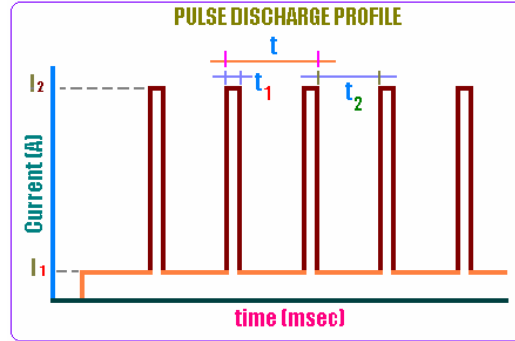 PULSE DISCHARGE PROFILE
t
t1
t2
I2
Current (A)
I1
time (msec)